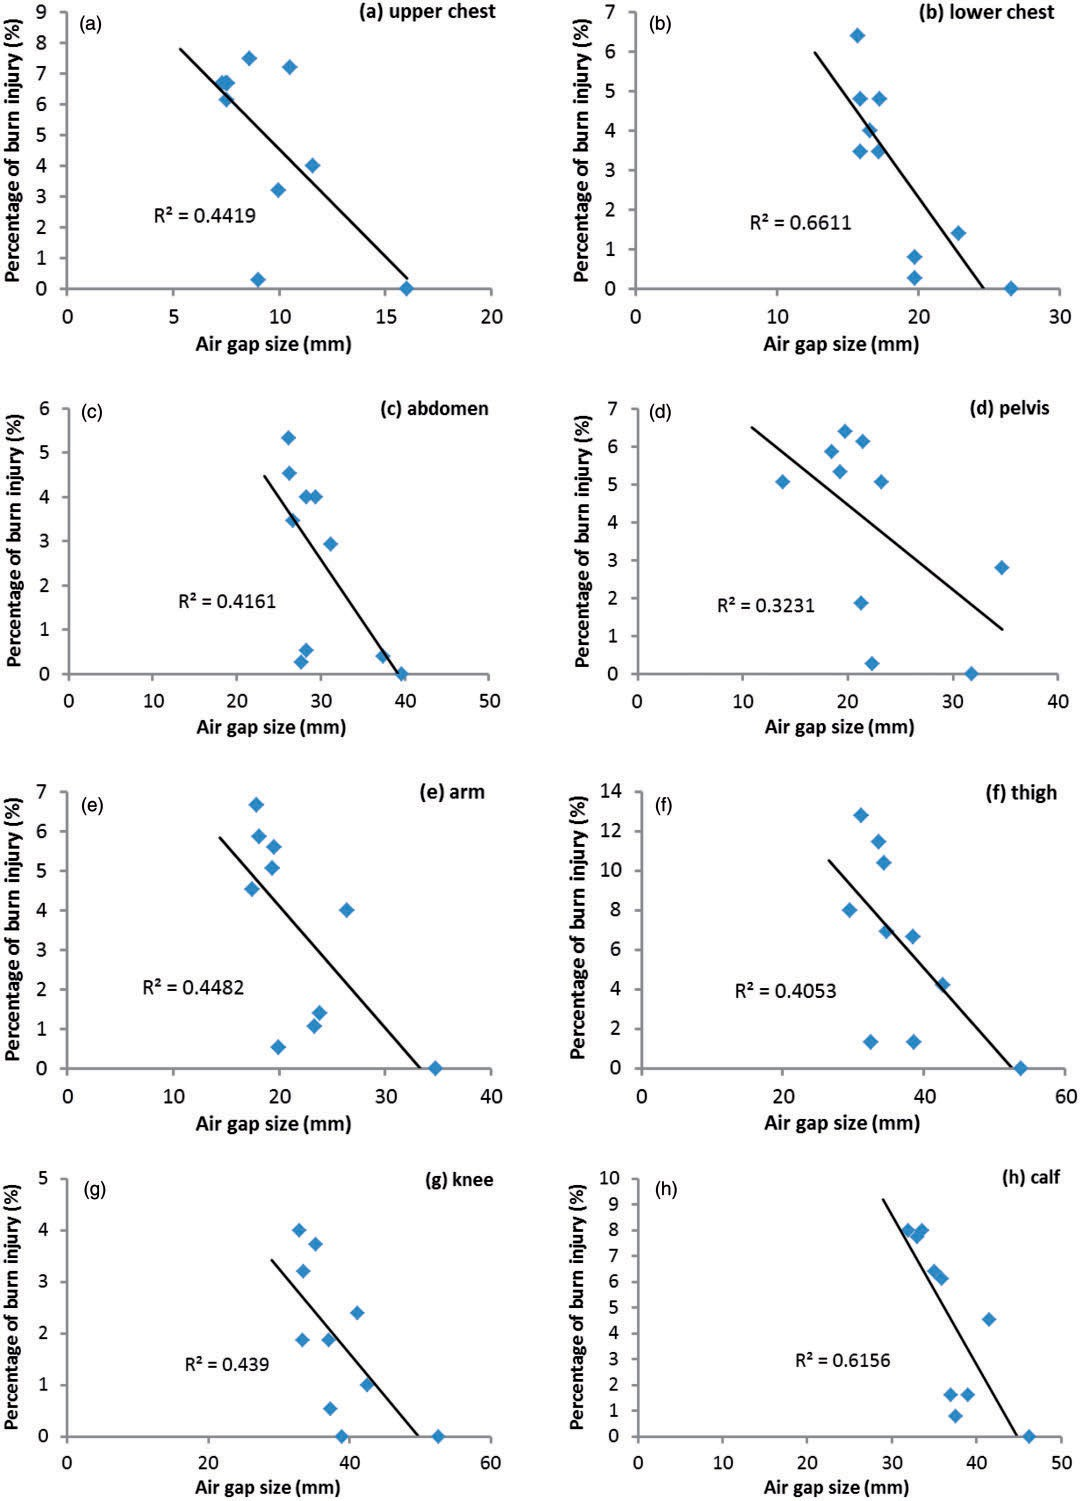 (a) upper chest
(a)
Percentage of burn injury (%)
9
8
7
6
5
4
3
2
1
0
R² = 0.4419
0 5 10 15 20
Air gap size (mm)
(b) lower chest
(b)
Percentage of burn injury (%)
7
6
5
4
3
2
1
0
R² = 0.6611
0 10 20 30
Air gap size (mm)
(c) abdomen
(c)
Percentage of burn injury (%)
6
5
4
3
2
1
0
R² = 0.4161
0 10 20 30 40 50
Air gap size (mm)
(d) pelvis
(d)
Percentage of burn injury (%)
7
6
5
4
3
2
1
0
R² = 0.3231
0 10 20 30 40
Air gap size (mm)
(e) arm
(e)
Percentage of burn injury (%)
7
6
5
4
3
2
1
0
R² = 0.4482
0 10 20 30 40
Air gap size (mm)
(f) thigh
(f)
Percentage of burn injury (%)
14
12
10
8
6
4
2
0
R² = 0.4053
0 20 40 60
Air gap size (mm)
(g) knee
(g)
Percentage of burn injury (%)
5
4
3
2
1
0
R² = 0.439
0 20 40 60
Air gap size (mm)
(h) calf
(h)
Percentage of burn injury (%)
10
9
8
7
6
5
4
3
2
1
0
R² = 0.6156
0 10 20 30 40 50
Air gap size (mm)